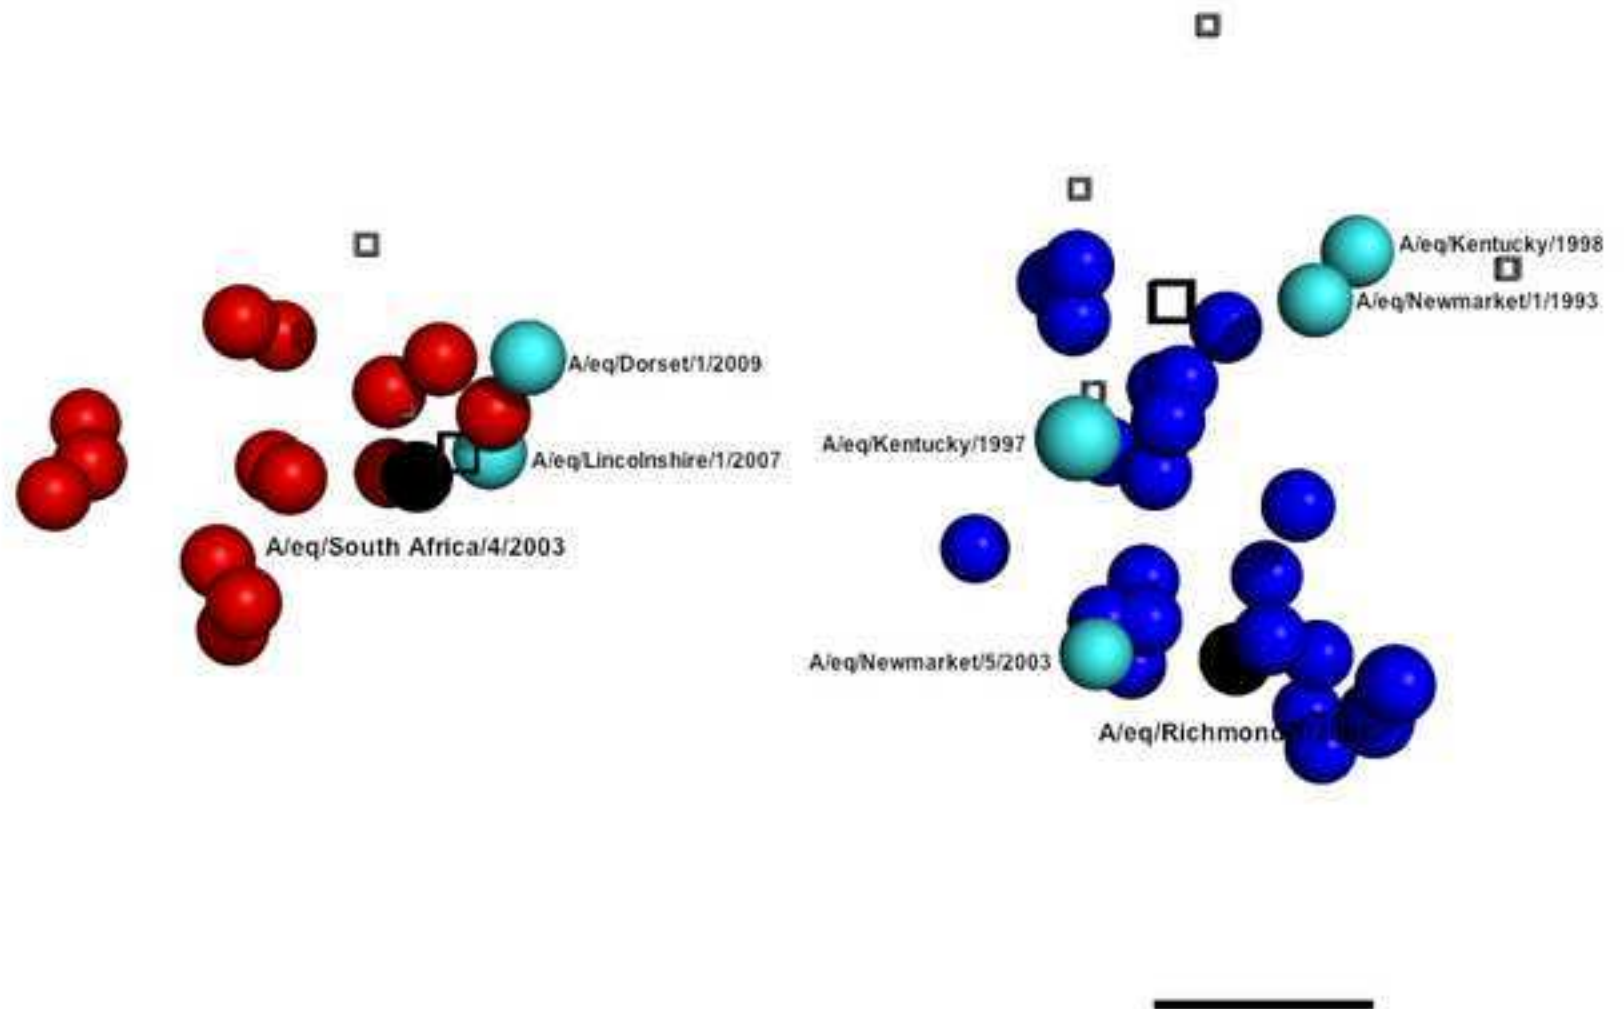 A/eq/Kentucky/1998
A/eq/Newmarket/1/1993
A/eq/Dorset/1/2009
A/eq/Kentucky/1997
A/eq/Lincolnshire/1/2007
A/eq/South Africa/4/2003
A/eq/Newmarket/5/2003
A/eq/Richmond